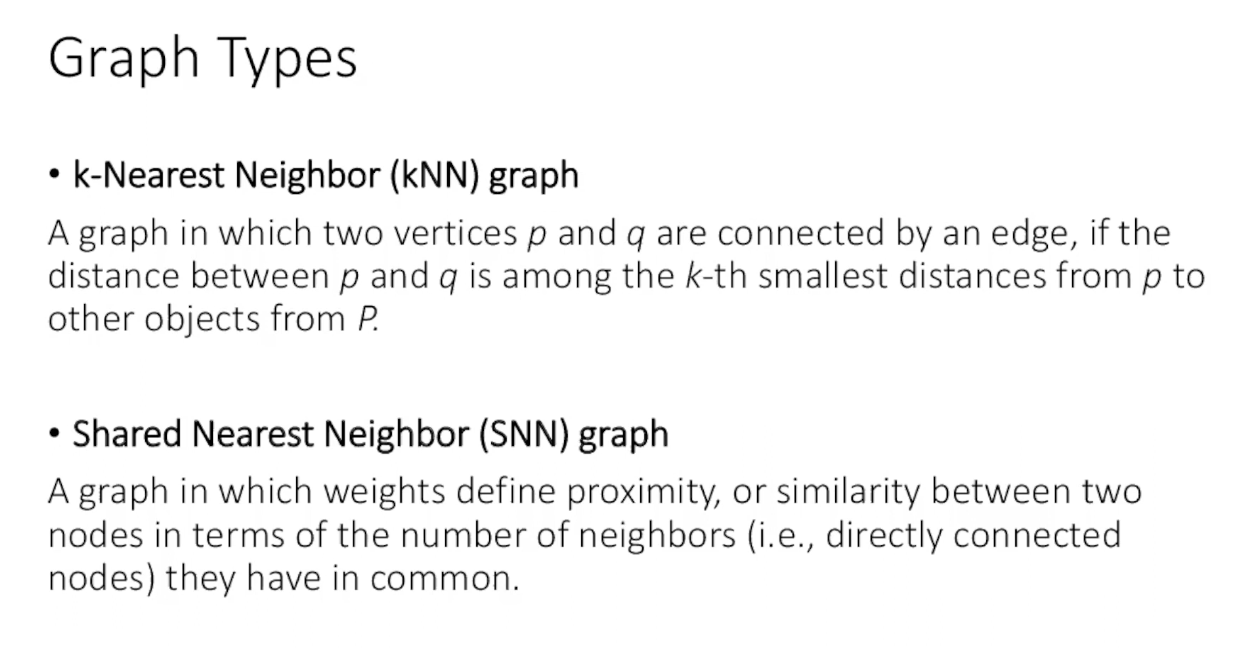 Graph Types
• k-Nearest Neighbor (kNN) graph
A graph in which two vertices p and q are connected by an edge, if the
distance between p and q is among the k-th smallest distances from p to
other objects from P.
• Shared Nearest Neighbor (SNN) graph
A graph in which weights define proximity, or similarity between two
nodes in terms of the number of neighbors (i.e., directly connected
nodes) they have in common.